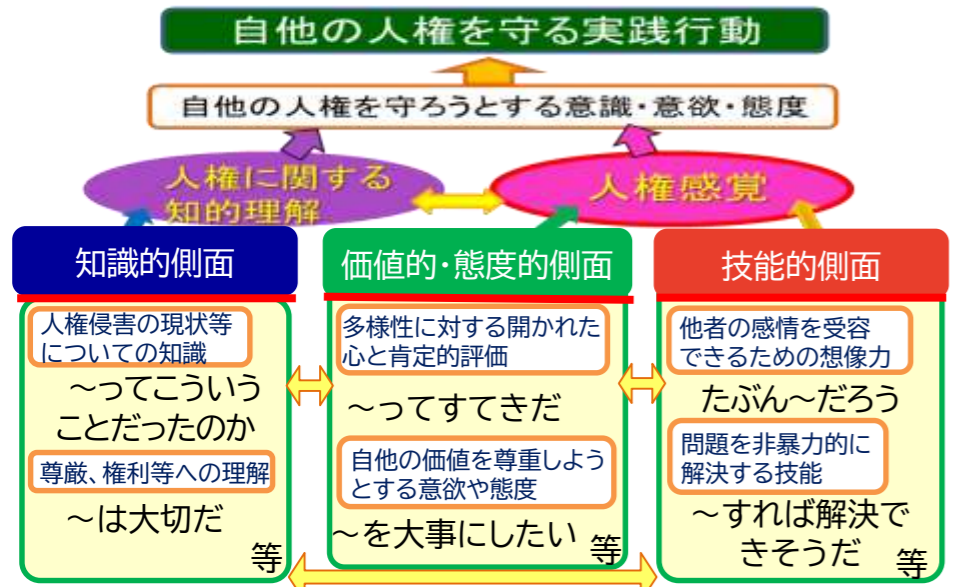 自他の人権を守る実践行動
自他の人権を守ろうとする意識・意欲・態度
人権に関する
知的理解
人権感覚
知識的側面
人権侵害の現状等
についての知識
～ってこういう
ことだったのか
尊厳、権利等への理解
～は大切だ
等
価値的・態度的側面
多様性に対する開かれた
心と肯定的評価
～ってすてきだ
自他の価値を尊重しよう
とする意欲や態度
～を大事にしたい
等
技能的側面
他者の感情を受容
できるための想像力
たぶん～だろう
問題を非暴力的に
解決する技能
～すれば解決で
きそうだ
等